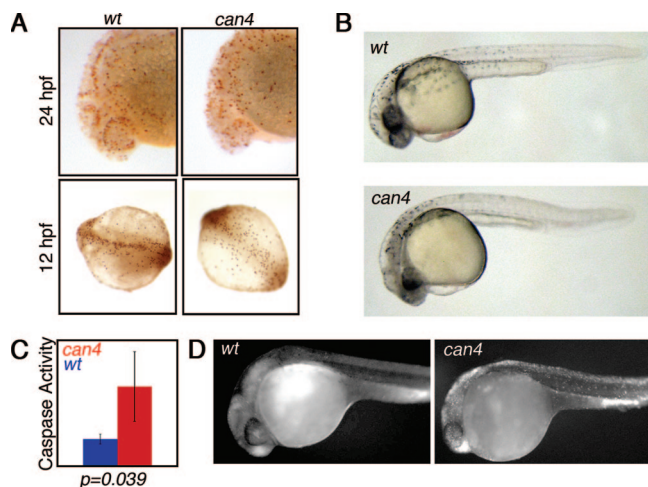 A
wt
can4
24 hpf
12 hpf
B
wt
can4
C
can4
wt
Caspase Activity
p=0.039
D
wt
can4